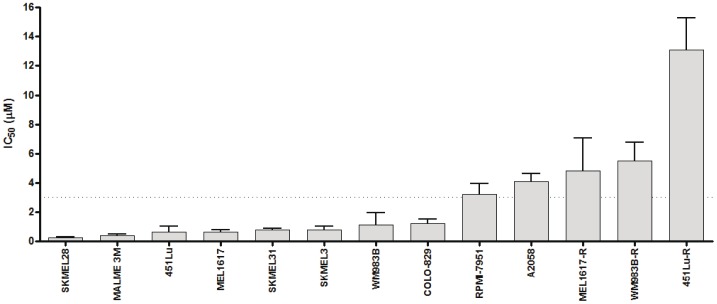 16
14
12
10
8
6
4
2
0
IC50 (µM)
SKMEL28
MALME 3M
451Lu
MEL1617
SKMEL31
SKMEL3
WM983B
COLO-829
RPMI-7951
A2058
MEL1617-R
WM983B-R
451Lu-R